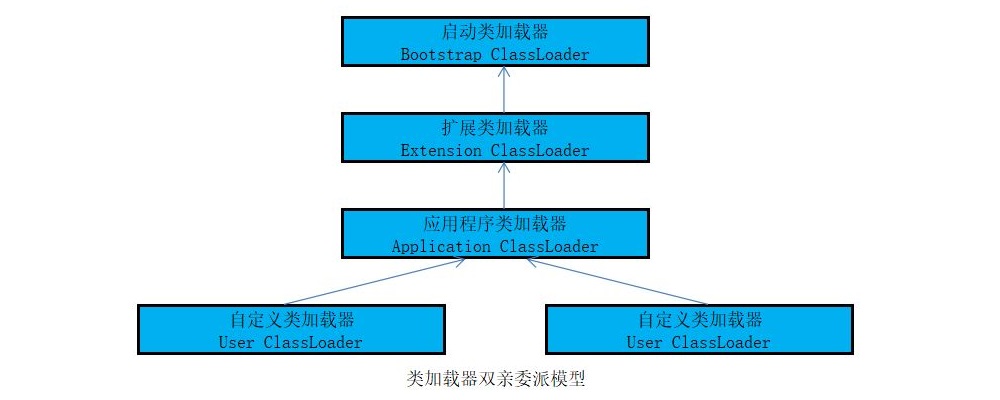 启动类加载器
Bootstrap ClassLoader
扩展类加载器
Extension ClassLoader
应用程序类加载器
Application ClassLoader
自定义类加载器
User ClassLoader
自定义类加载器
User ClassLoader
类加载器双亲委派模型